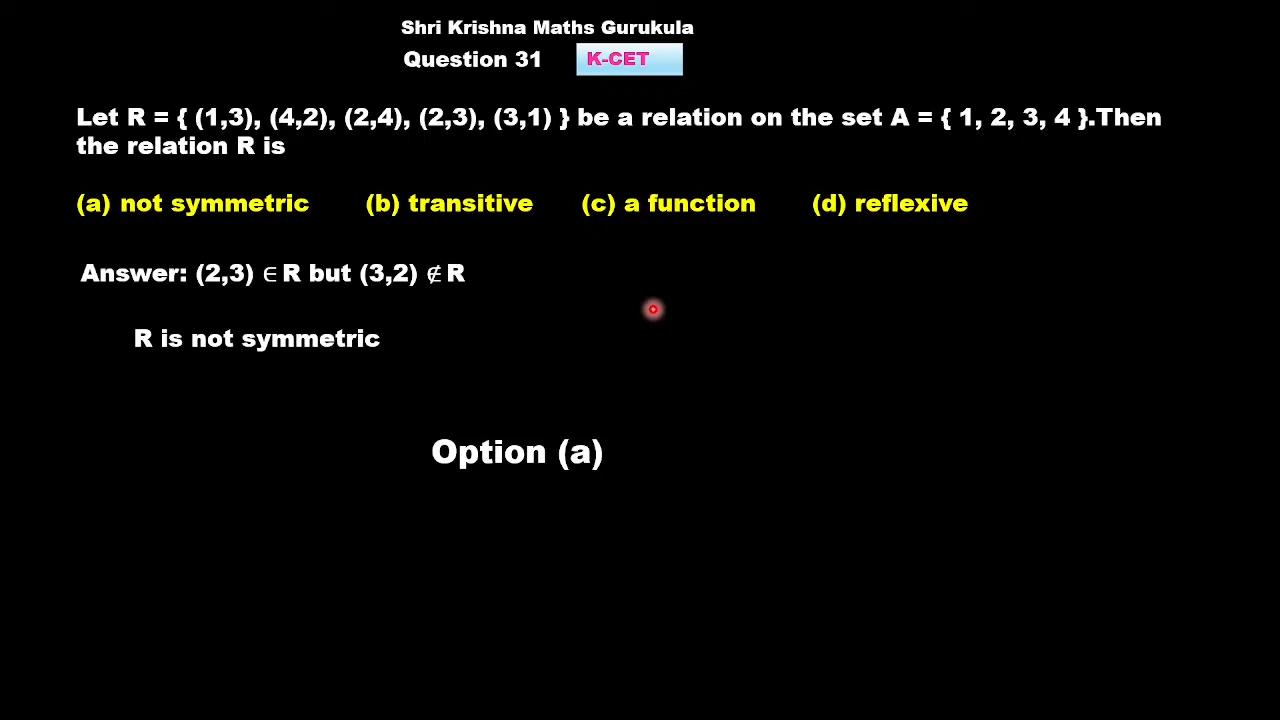 Shri Krishna Maths Gurukula
Question 31 K-CET
Let R = { (1,3), (4,2), (2,4), (2,3), (3,1) } be a relation on the set A = { 1, 2, 3, 4 }.Then
the relation R is
(a) not symmetric (b) transitive (c) a function (d) reflexive
Answer: (2,3) ∈ R but (3,2) ∉ R
R is not symmetric
Option (a)